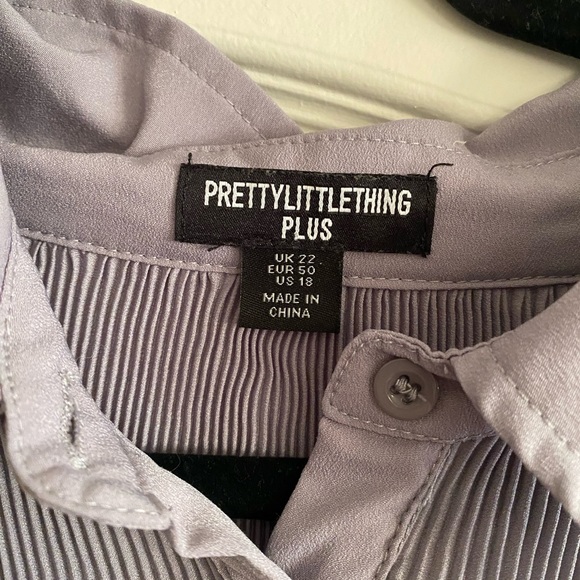 PRETTYLITTLETHING
PLUS
UK 22
EUR 50
US 18
MADE IN
CHINA